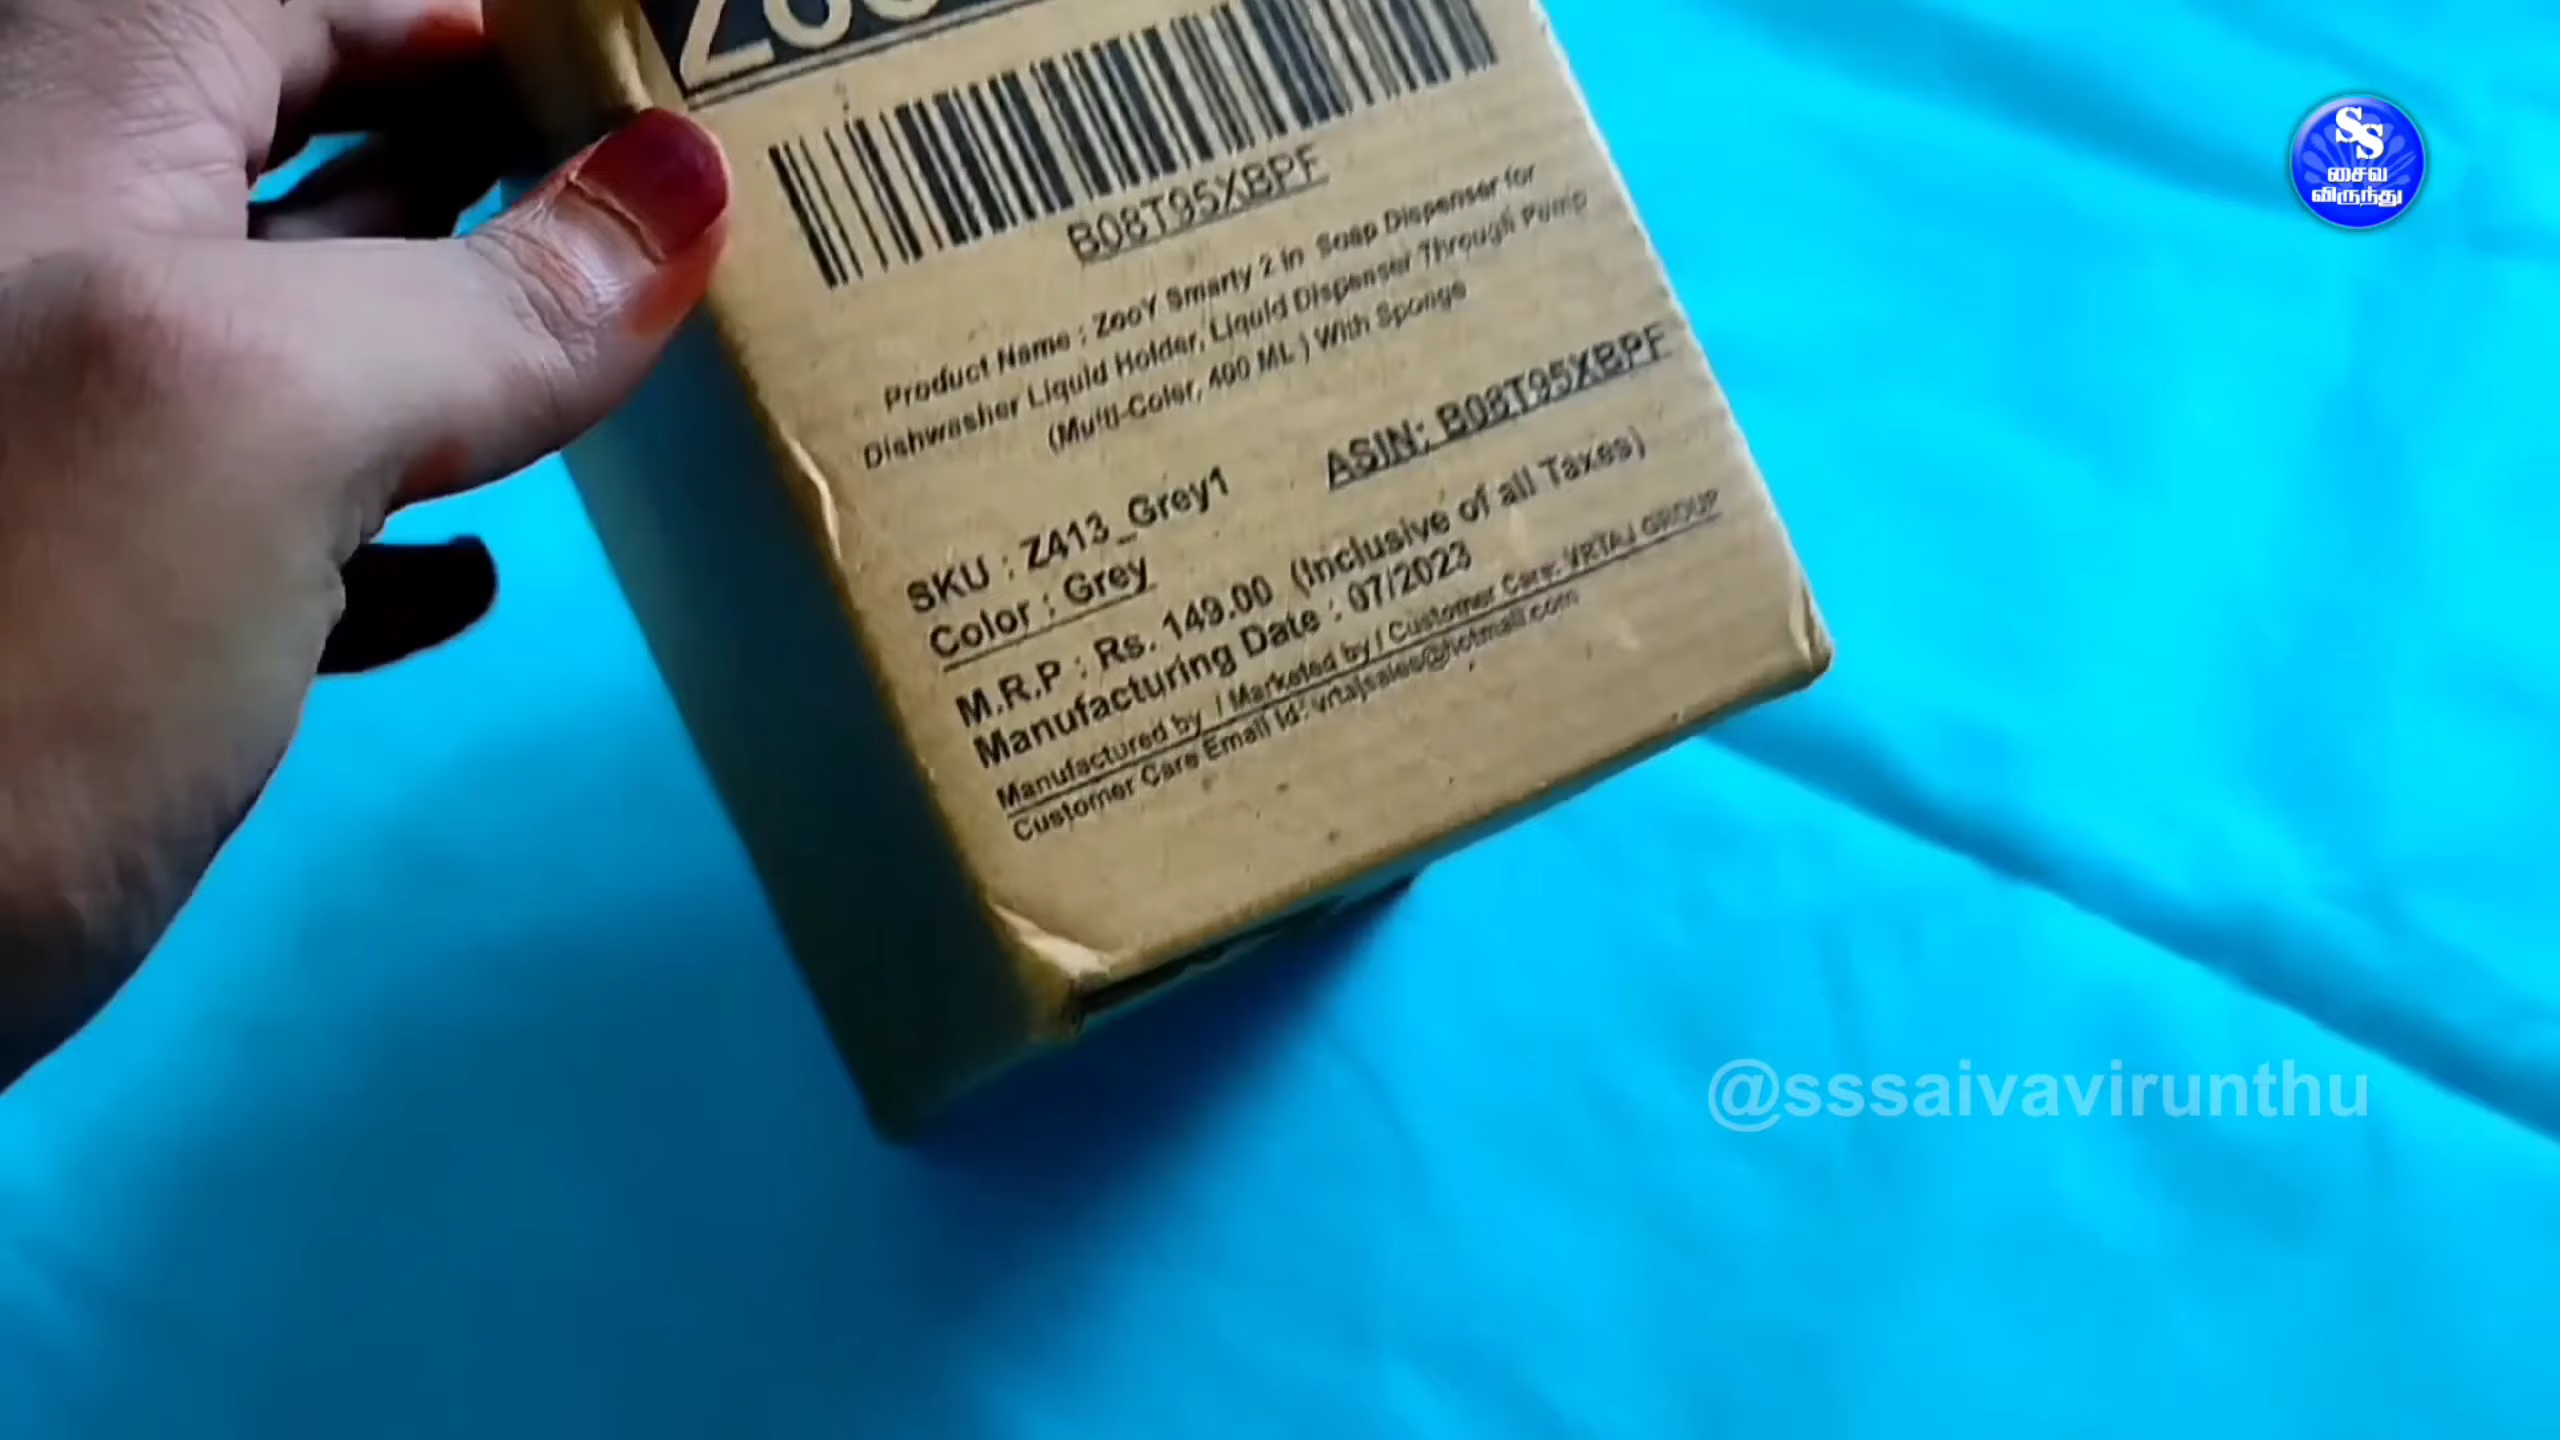 Zoo
SS
சைவ
விருந்து
B08T95XBPF
Product Name : ZooY Smarty 2 in Soap Dispenser for
Dishwasher Liquid Holder, Liquid Dispenser Through Pump
(Multi-Color, 400 ML ) With Sponge
SKU : Z413_Grey1
ASIN: B08T95XBPF
Color : Grey
M.R.P : Rs. 149.00 (Inclusive of all Taxes)
Manufacturing Date : 07/2023
Manufactured by / Marketed by / Customer Care: VRTAJ GROUP
Customer Care Email Id: vrtajsales@hotmail.com
@sssaivavirunthu